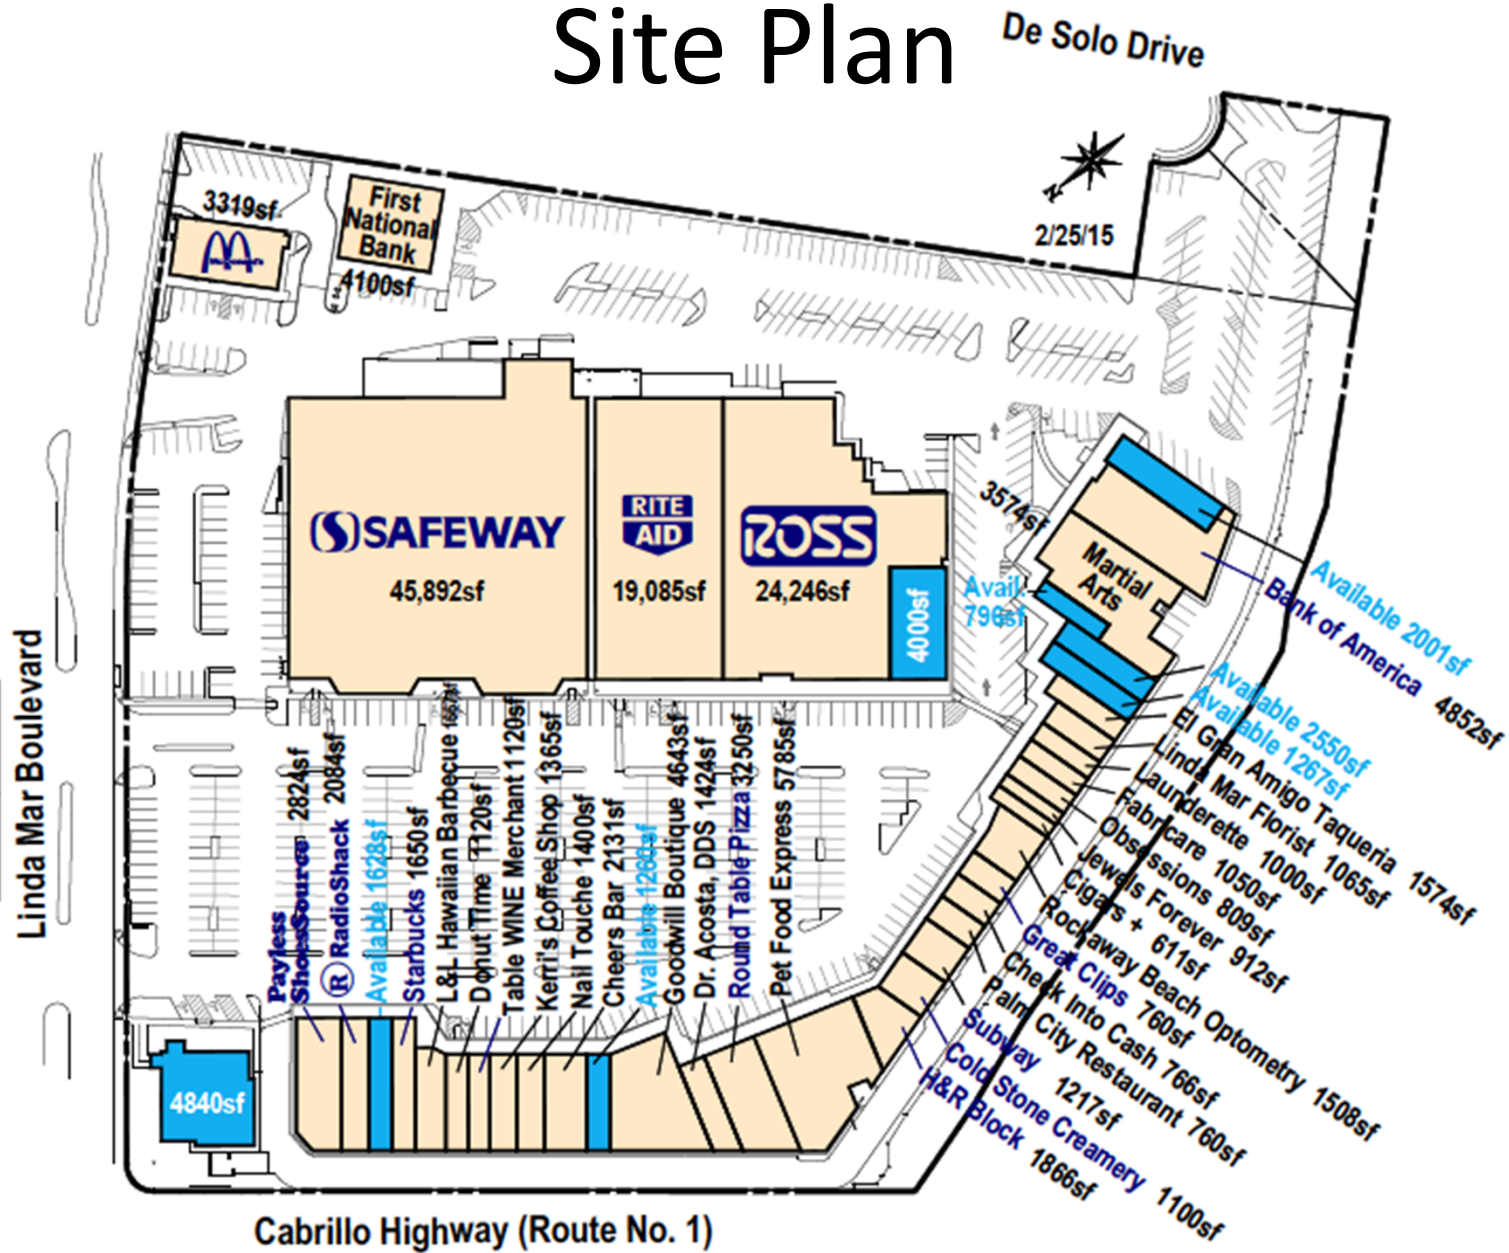 Site Plan
De Solo Drive
2/25/15
3319sf
First
National
Bank
4100sf
SAFEWAY
45,892sf
RITE
AID
19,085sf
ROSS
24,246sf
4000sf
3574sf
Martial
Arts
Avail.
796sf
Available 2001sf
Bank of America 4852sf
Available 2550sf
Available 1267sf
El Gran Amigo Taqueria 1574sf
Linda Mar Florist 1065sf
Launderette 1000sf
Fabricare 1050sf
Obsessions 809sf
Jewels Forever 912sf
Cigars + 611sf
Rockaway Beach Optometry 1508sf
Great Clips 760sf
Check Into Cash 766sf
Palm City Restaurant 760sf
Subway 1217sf
Cold Stone Creamery 1100sf
H&R Block 1866sf
Linda Mar Boulevard
Payless
ShoeSource 2824sf
R RadioShack 2084sf
Available 1628sf
Starbucks 1650sf
L&L Hawaiian Barbecue
Donut Time 1120sf
Table WINE Merchant 1120sf
Kerri's Coffee Shop 1365sf
Nail Touche 1400sf
Cheers Bar 2131sf
Available 1260sf
Goodwill Boutique 4643sf
Dr. Acosta, DDS 1424sf
Round Table Pizza 3250sf
Pet Food Express 5785sf
4840sf
Cabrillo Highway (Route No. 1)